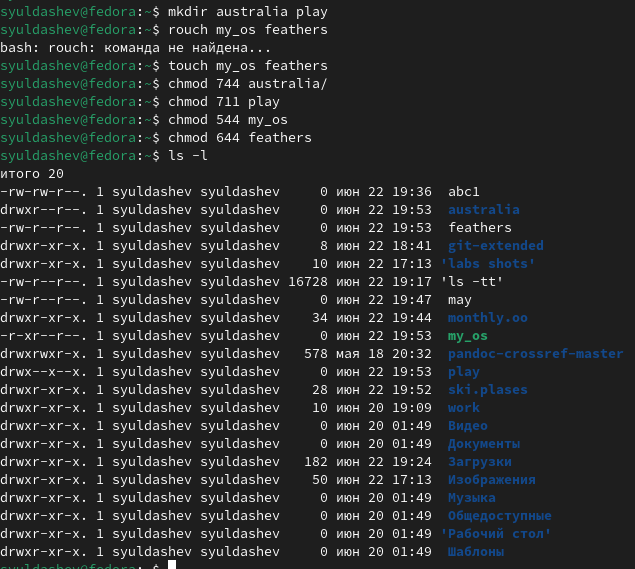 syuldashev@fedora:~$ mkdir australia play
syuldashev@fedora:~$ rouch my_os feathers
bash: rouch: команда не найдена...
syuldashev@fedora:~$ touch my_os feathers
syuldashev@fedora:~$ chmod 744 australia/
syuldashev@fedora:~$ chmod 711 play
syuldashev@fedora:~$ chmod 544 my_os
syuldashev@fedora:~$ chmod 644 feathers
syuldashev@fedora:~$ ls -l
итого 20
-rw-rw-r--. 1 syuldashev syuldashev     0 июн 22 19:36  abc1
drwxr--r--. 1 syuldashev syuldashev     0 июн 22 19:53  australia
-rw-r--r--. 1 syuldashev syuldashev     0 июн 22 19:53  feathers
drwxr-xr-x. 1 syuldashev syuldashev     8 июн 22 18:41  git-extended
drwxr-xr-x. 1 syuldashev syuldashev    10 июн 22 17:13 'labs shots'
-rw-r--r--. 1 syuldashev syuldashev 16728 июн 22 19:17 'ls -tt'
-rw-r--r--. 1 syuldashev syuldashev     0 июн 22 19:47  may
drwxr-xr-x. 1 syuldashev syuldashev    34 июн 22 19:44  monthly.oo
-r-xr--r--. 1 syuldashev syuldashev     0 июн 22 19:53  my_os
drwxrwxr-x. 1 syuldashev syuldashev   578 мая 18 20:32  pandoc-crossref-master
drwx--x--x. 1 syuldashev syuldashev     0 июн 22 19:53  play
drwxr-xr-x. 1 syuldashev syuldashev    28 июн 22 19:52  ski.plases
drwxr-xr-x. 1 syuldashev syuldashev    10 июн 20 19:09  work
drwxr-xr-x. 1 syuldashev syuldashev     0 июн 20 01:49  Видео
drwxr-xr-x. 1 syuldashev syuldashev     0 июн 20 01:49  Документы
drwxr-xr-x. 1 syuldashev syuldashev   182 июн 22 19:24  Загрузки
drwxr-xr-x. 1 syuldashev syuldashev    50 июн 22 17:13  Изображения
drwxr-xr-x. 1 syuldashev syuldashev     0 июн 20 01:49  Музыка
drwxr-xr-x. 1 syuldashev syuldashev     0 июн 20 01:49  Общедоступные
drwxr-xr-x. 1 syuldashev syuldashev     0 июн 20 01:49 'Рабочий стол'
drwxr-xr-x. 1 syuldashev syuldashev     0 июн 20 01:49  Шаблоны
syuldashev@fedora:~$